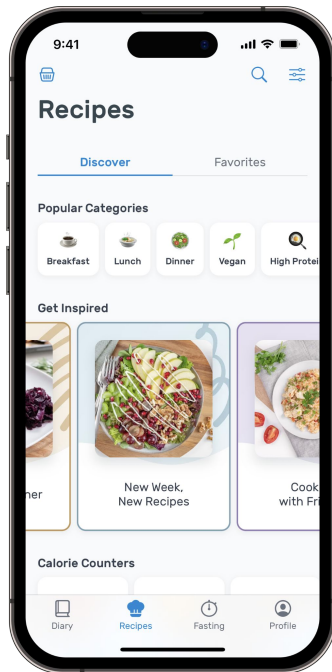 9:41
Recipes
Discover
Favorites
Popular Categories
Breakfast
Lunch
Dinner
Vegan
High Protei
Get Inspired
ner
New Week,
New Recipes
Cook
with Fri
Calorie Counters
Diary
Recipes
Fasting
Profile